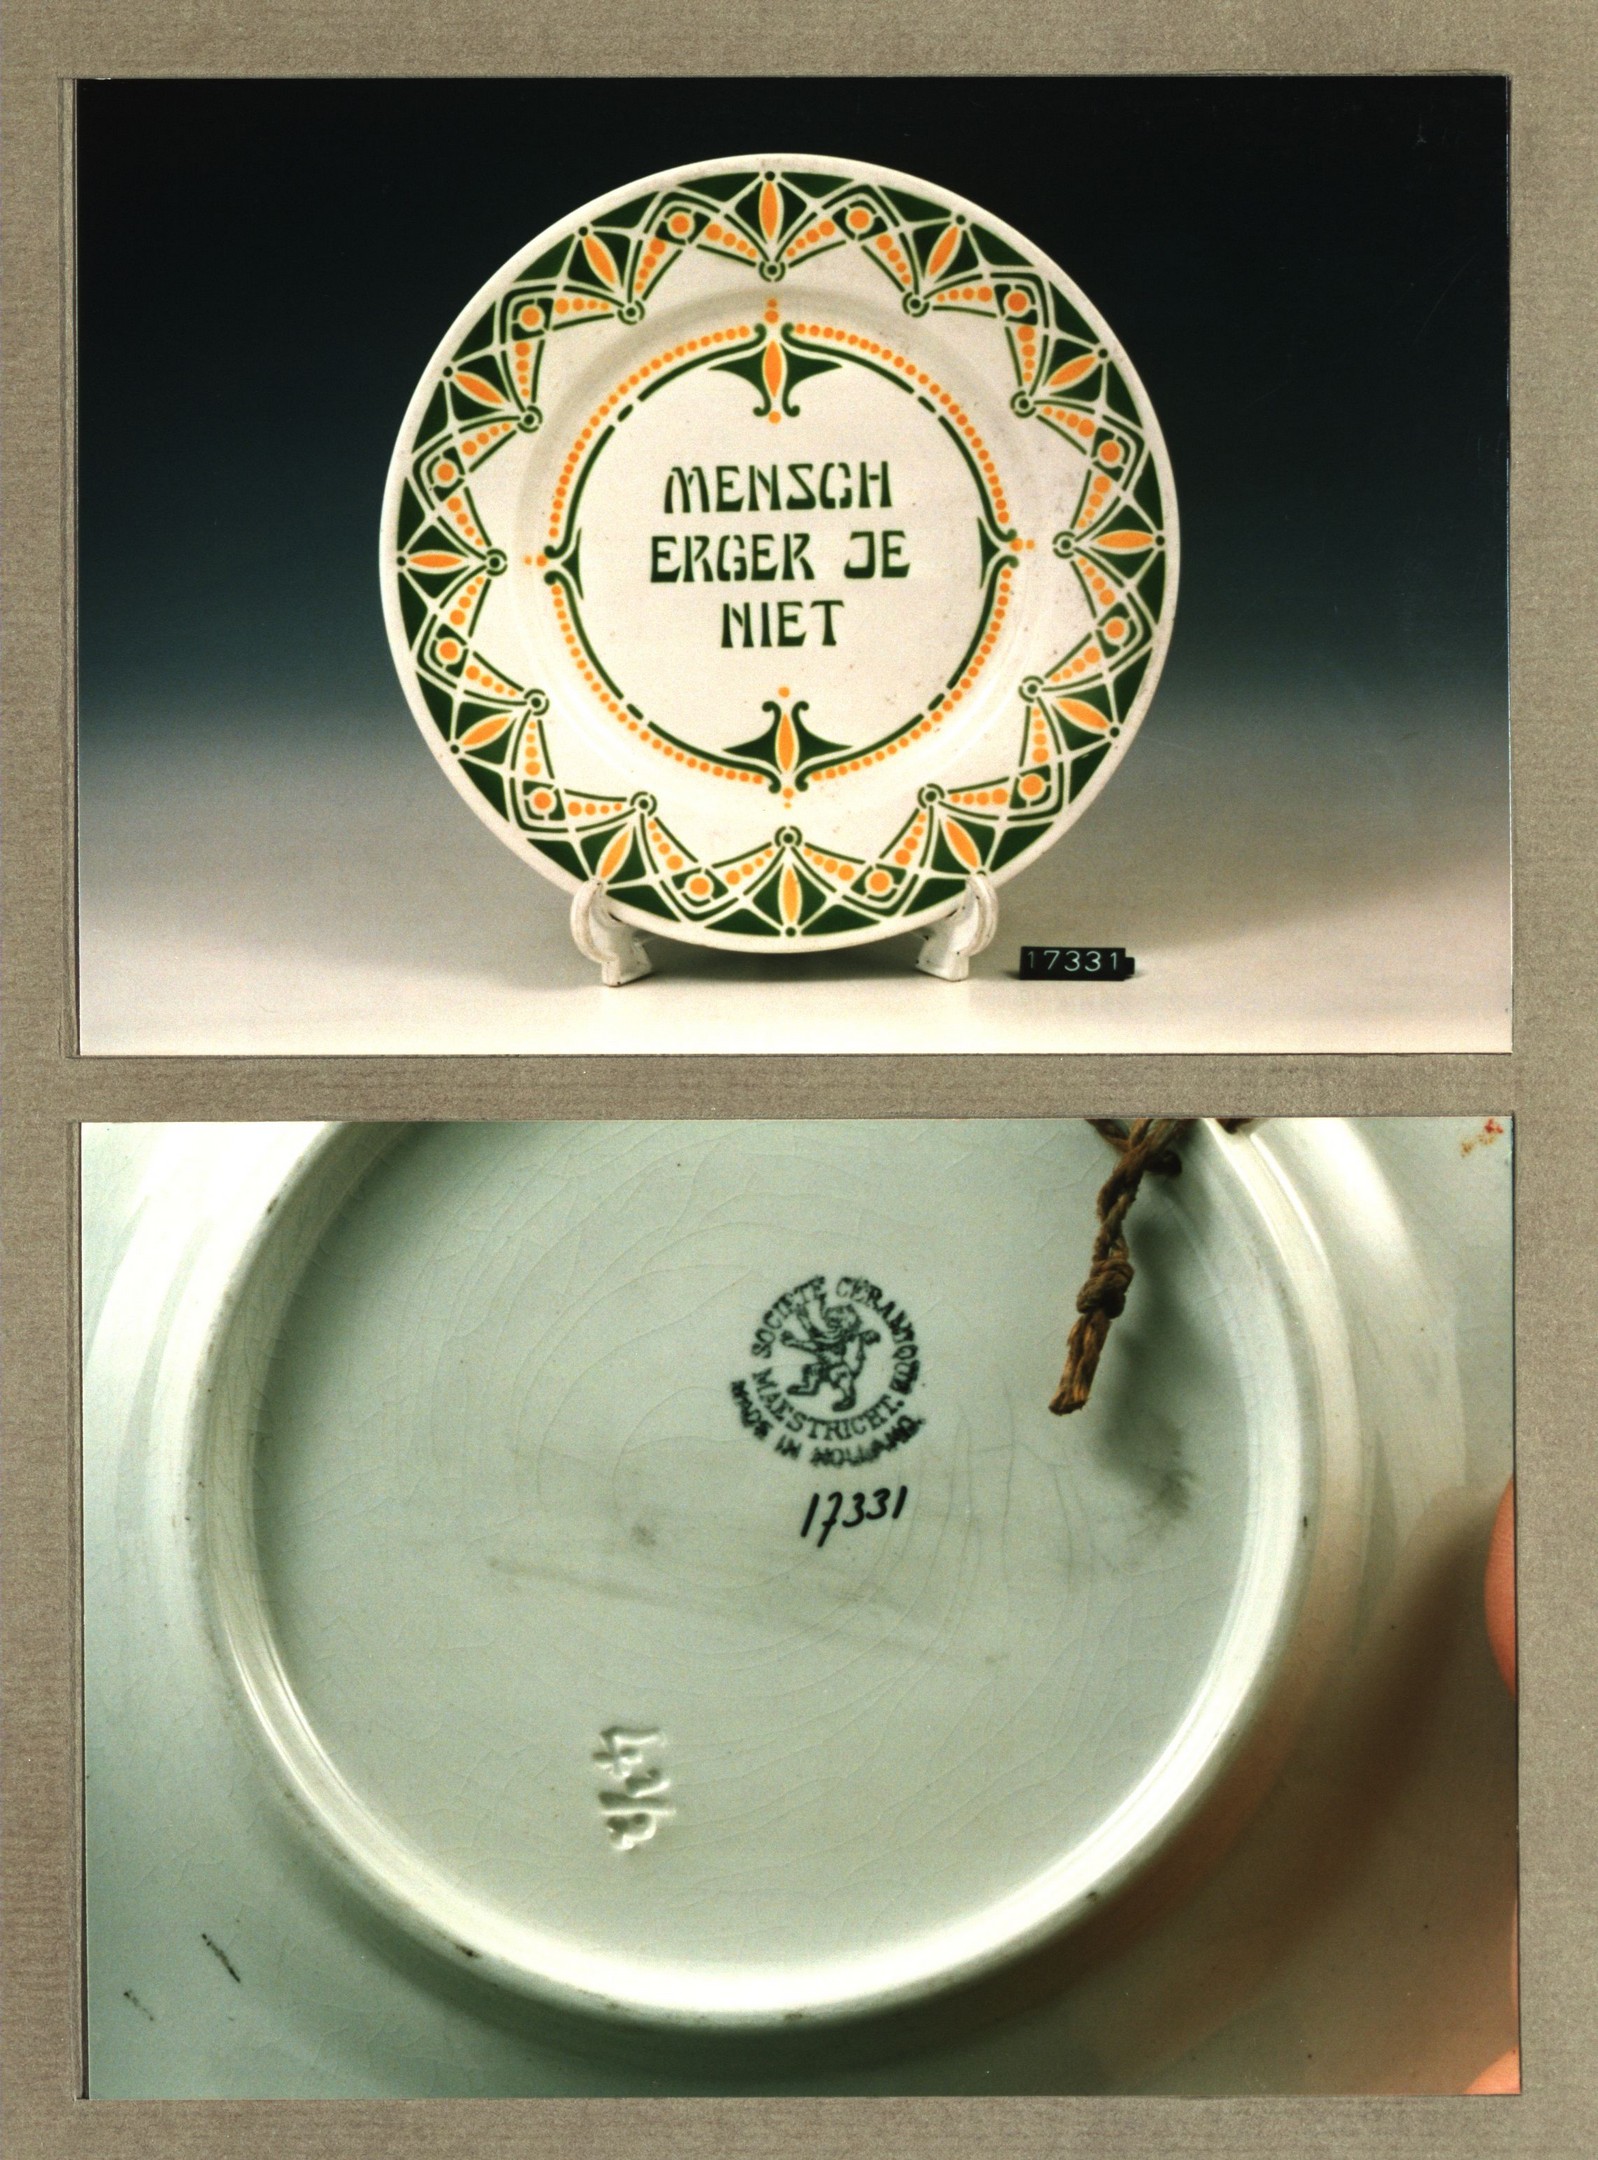 MENSCH
ERGER JE
NIET
17331
SOCIETE CERAMIQUE
MAESTRICHT.
MADE IN HOLLAND.
17331